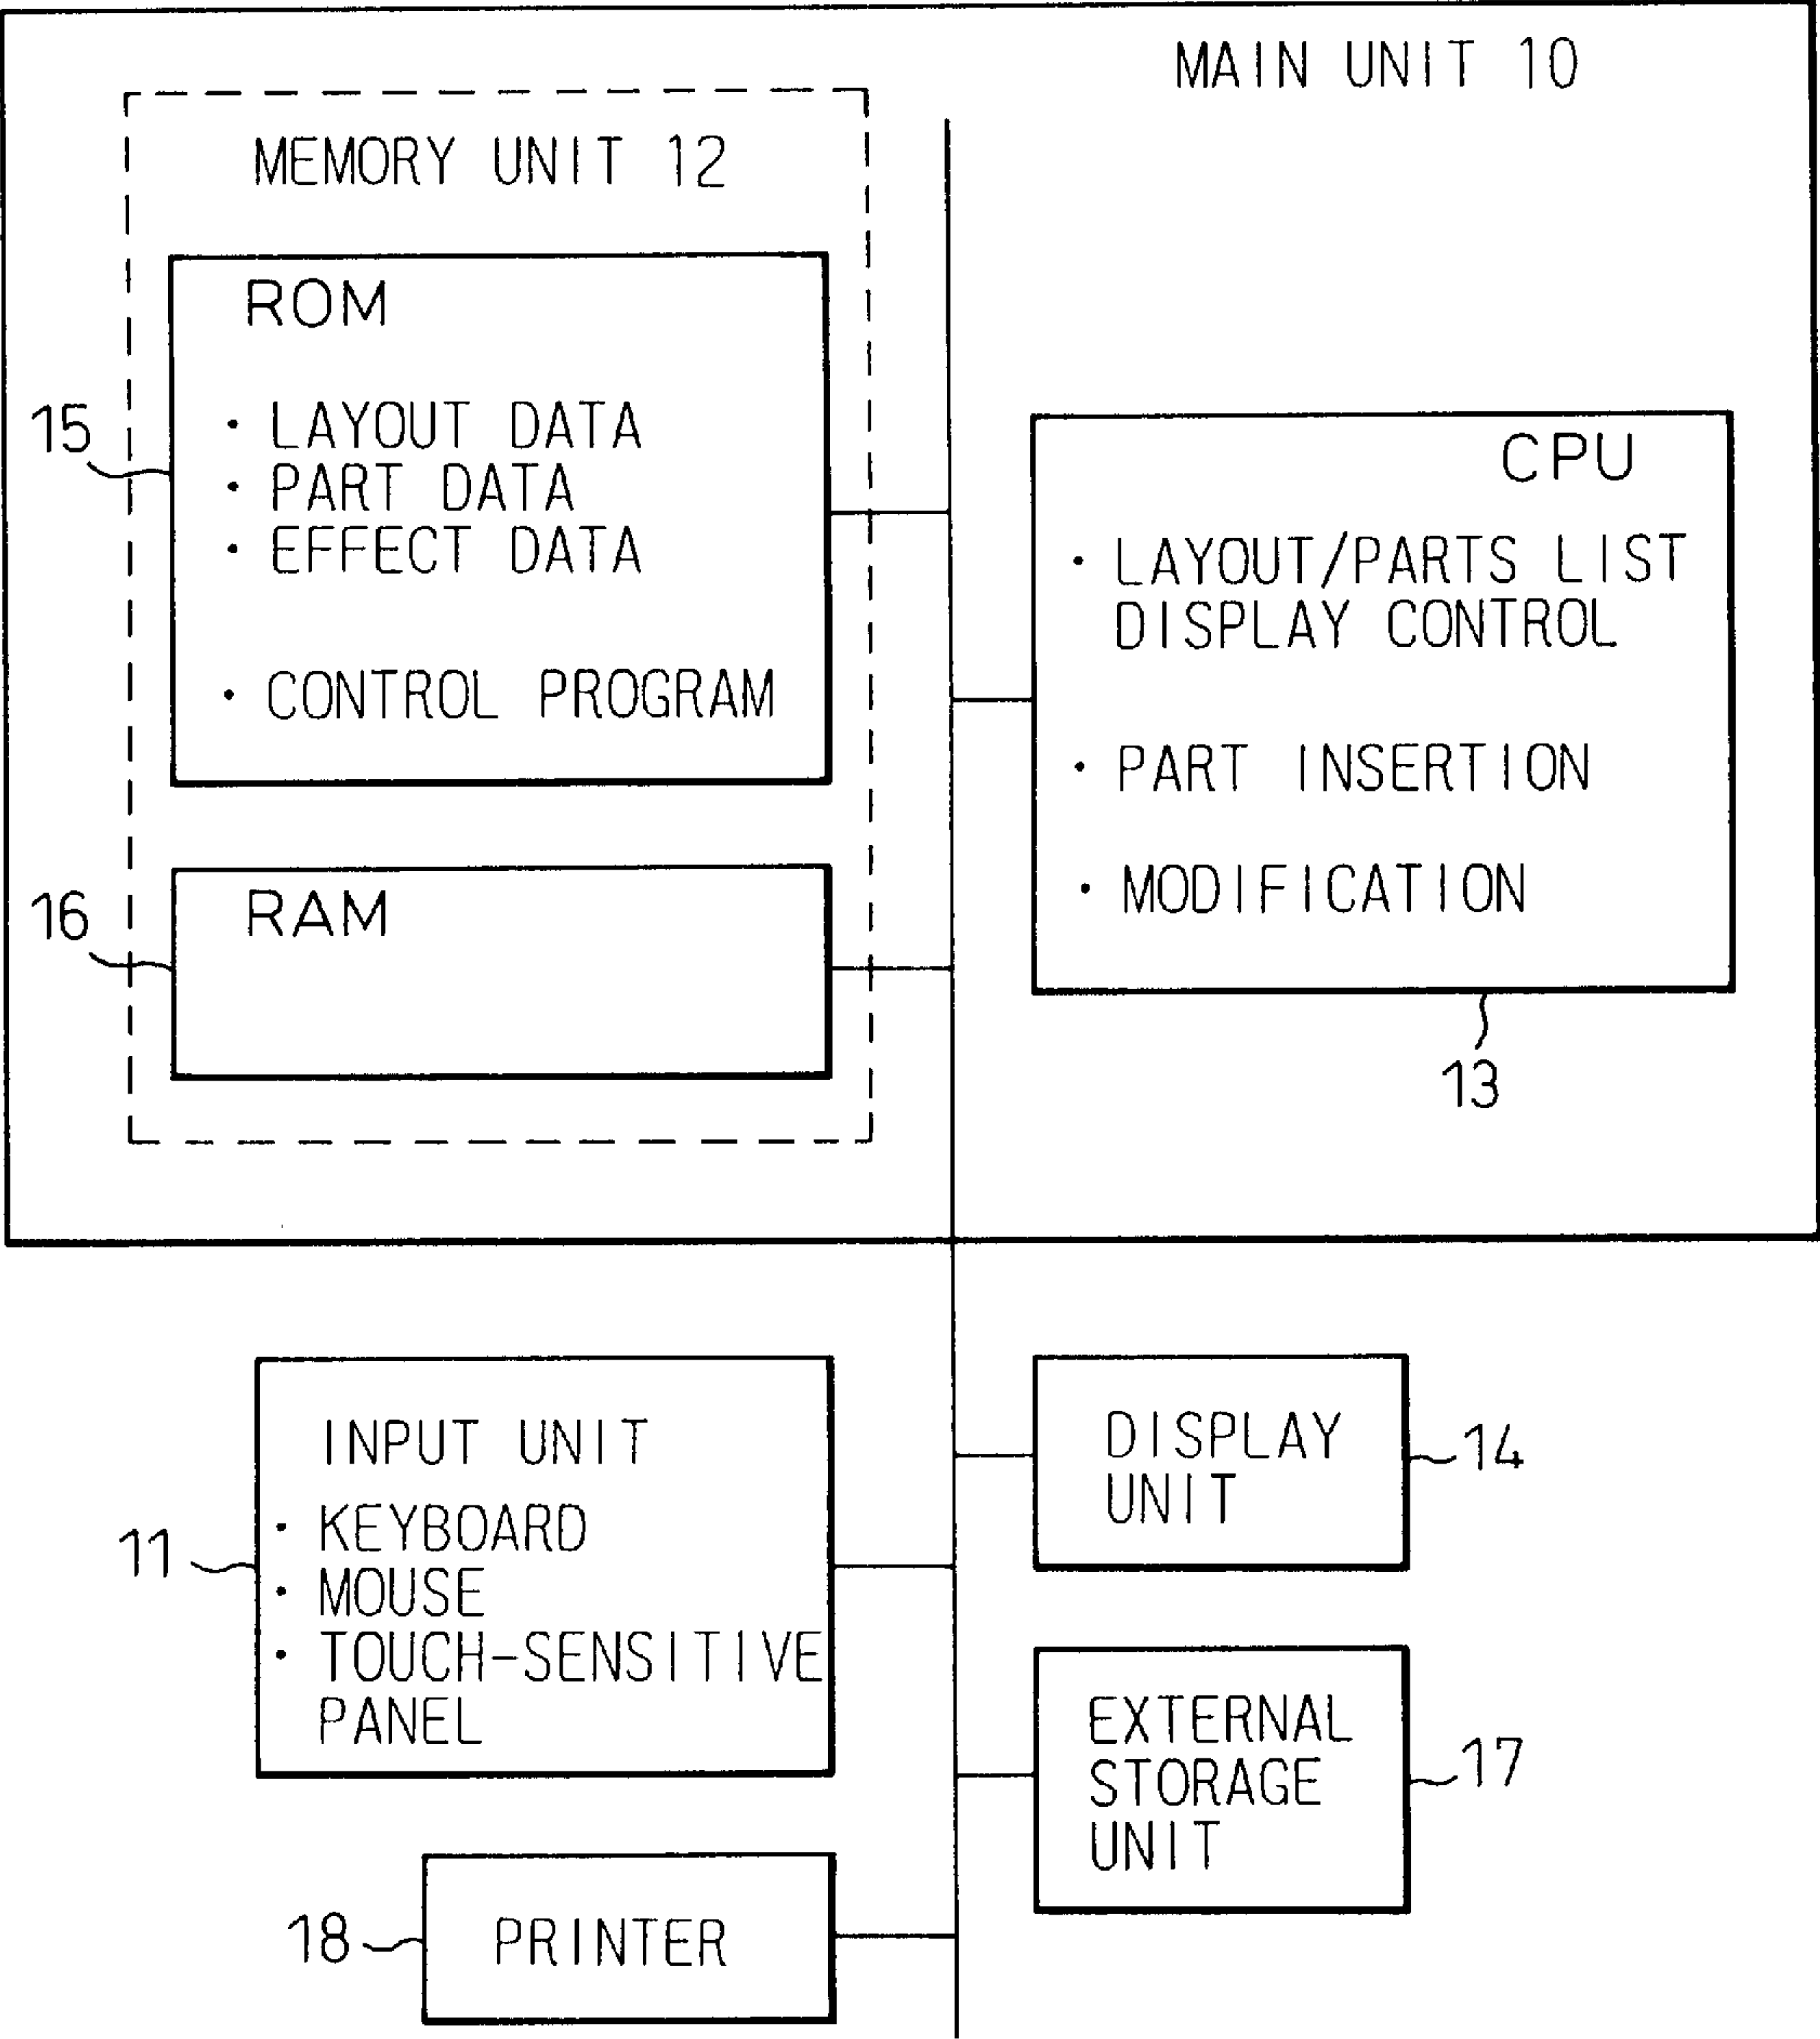 MAIN UNIT 10
MEMORY UNIT 12
ROM
15
· LAYOUT DATA
· PART DATA
· EFFECT DATA
· CONTROL PROGRAM
16
RAM
CPU
· LAYOUT/PARTS LIST
DISPLAY CONTROL
· PART INSERTION
· MODIFICATION
13
INPUT UNIT
11
· KEYBOARD
· MOUSE
· TOUCH-SENSITIVE
PANEL
DISPLAY
UNIT
14
EXTERNAL
STORAGE
UNIT
17
18
PRINTER